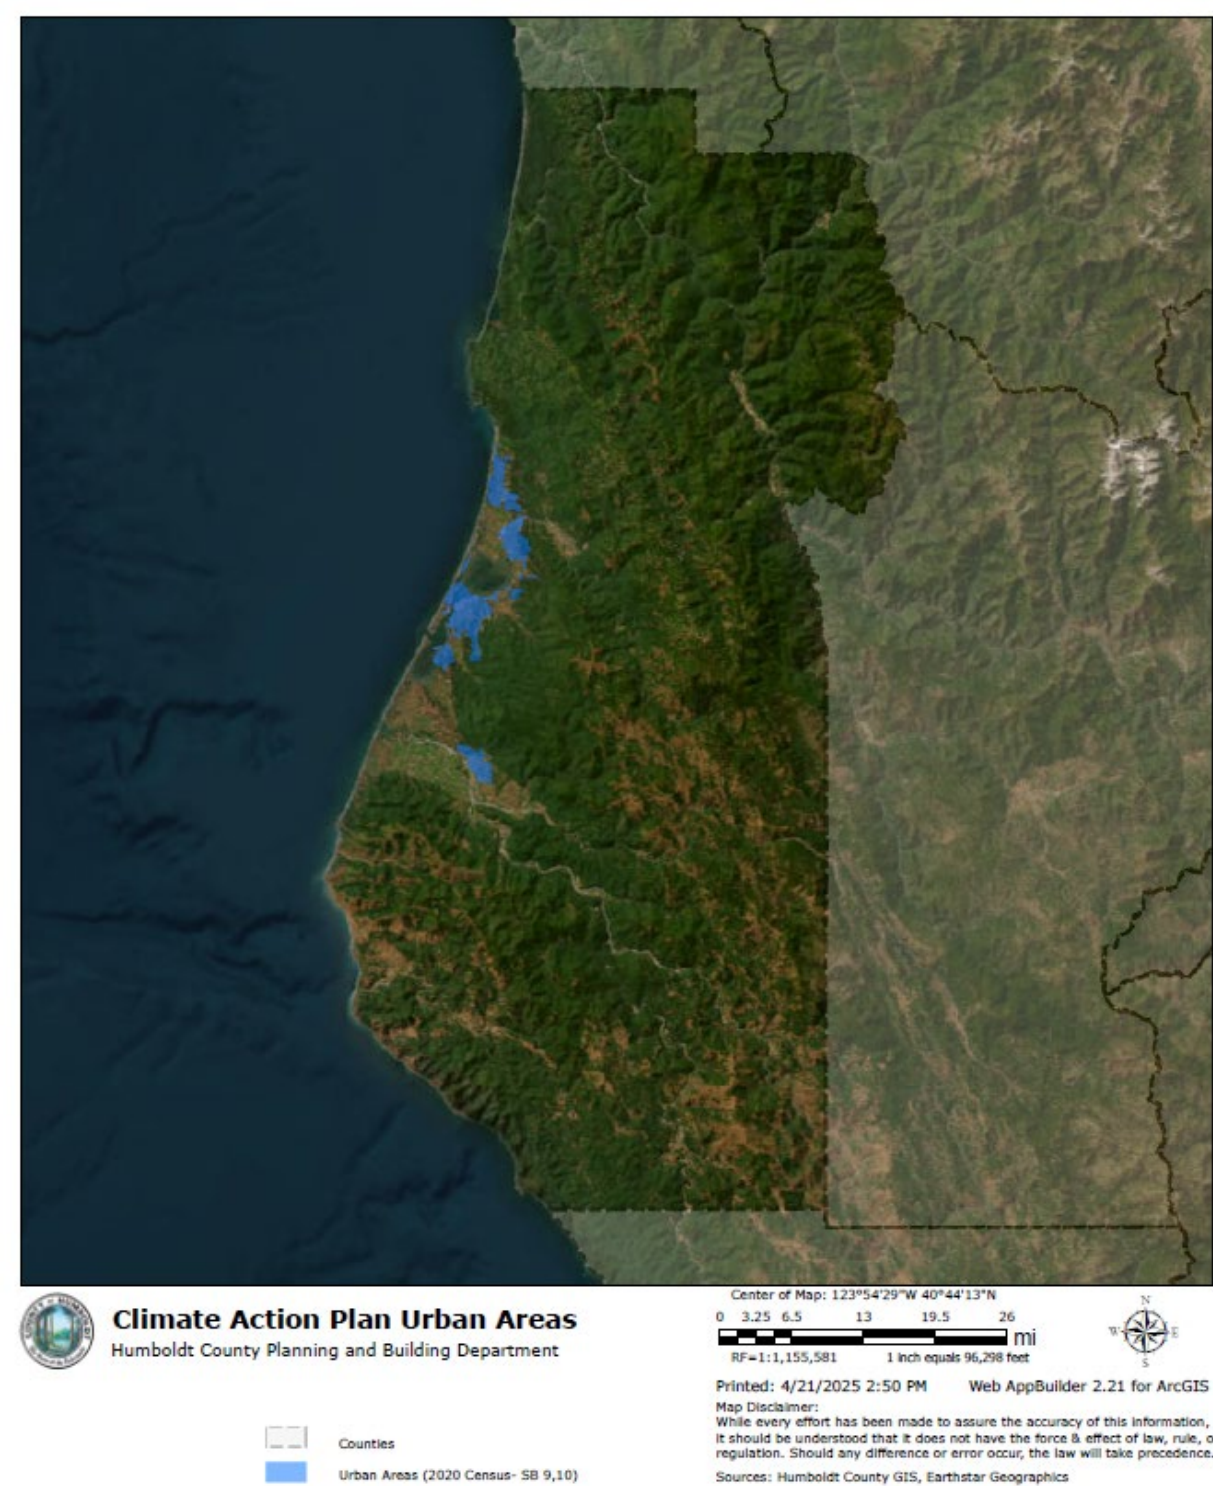 Climate Action Plan Urban Areas
Humboldt County Planning and Building Department
Counties
Urban Areas (2020 Census- SB 9,10)
Center of Map: 123°54'29"W 40°44'13"N
0 3.25 6.5 13 19.5 26
mi
RF=1:1,155,581 1 inch equals 96,298 feet
N
W E
S
Printed: 4/21/2025 2:50 PM Web AppBuilder 2.21 for ArcGIS
Map Disclaimer:
While every effort has been made to assure the accuracy of this information,
it should be understood that it does not have the force & effect of law, rule, o
regulation. Should any difference or error occur, the law will take precedence.
Sources: Humboldt County GIS, Earthstar Geographics